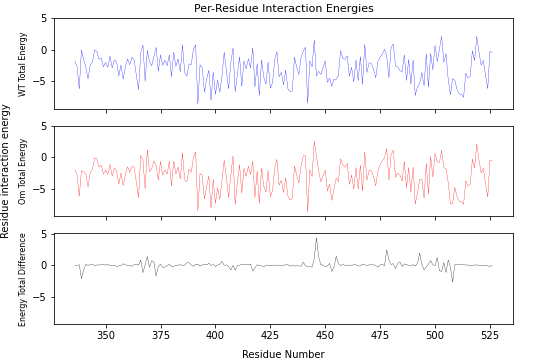 Per-Residue Interaction Energies
Residue interaction energy
WT Total Energy
5
0
−5
Om Total Energy
5
0
−5
Energy Total Difference
5
0
−5
350 375 400 425 450 475 500 525
Residue Number